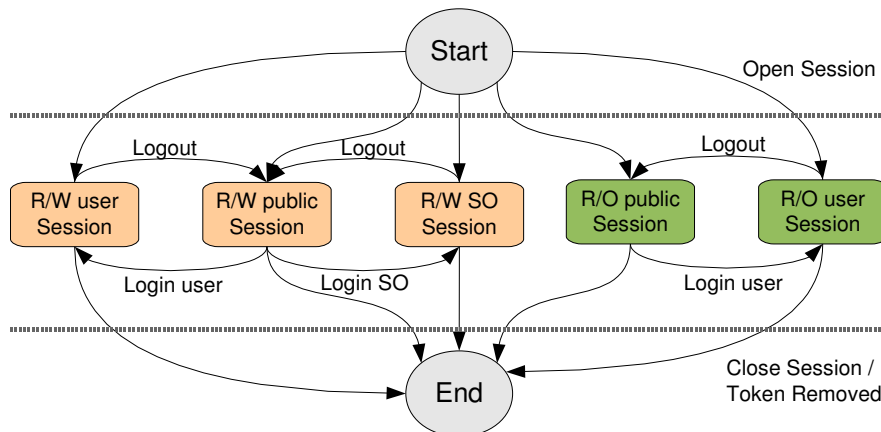 Start
Open Session
Logout
Logout
Logout
R/W user
Session
R/W public
Session
R/W SO
Session
R/O public
Session
R/O user
Session
Login user
Login SO
Login user
Close Session /
Token Removed
End